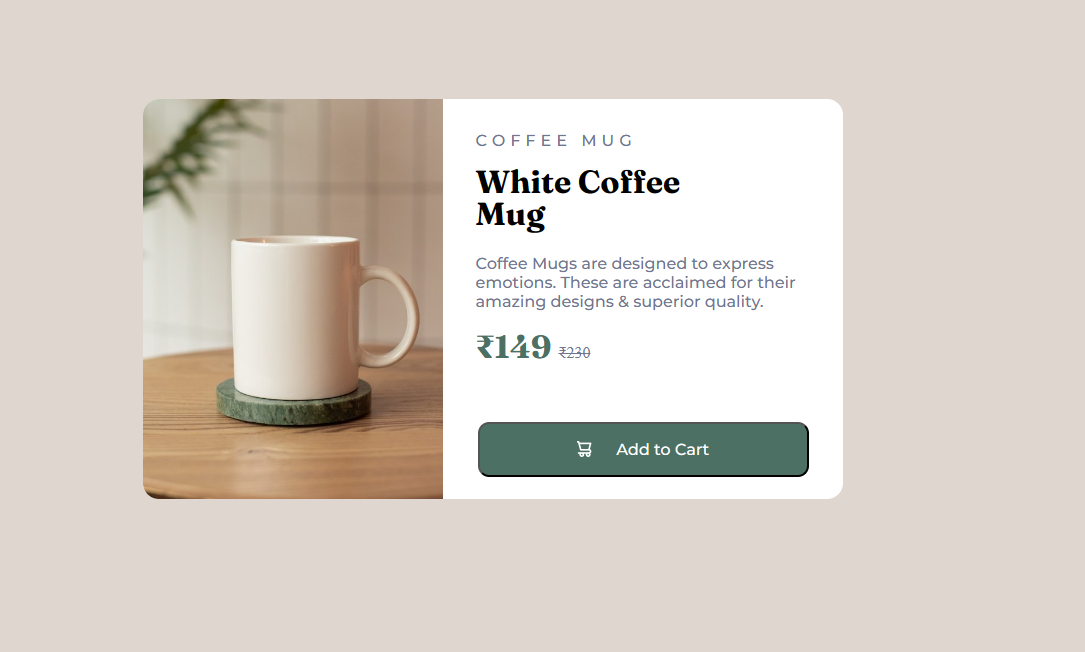 COFFEE MUG
White Coffee
Mug
Coffee Mugs are designed to express
emotions. These are acclaimed for their
amazing designs & superior quality.
₹149 ₹230
Add to Cart